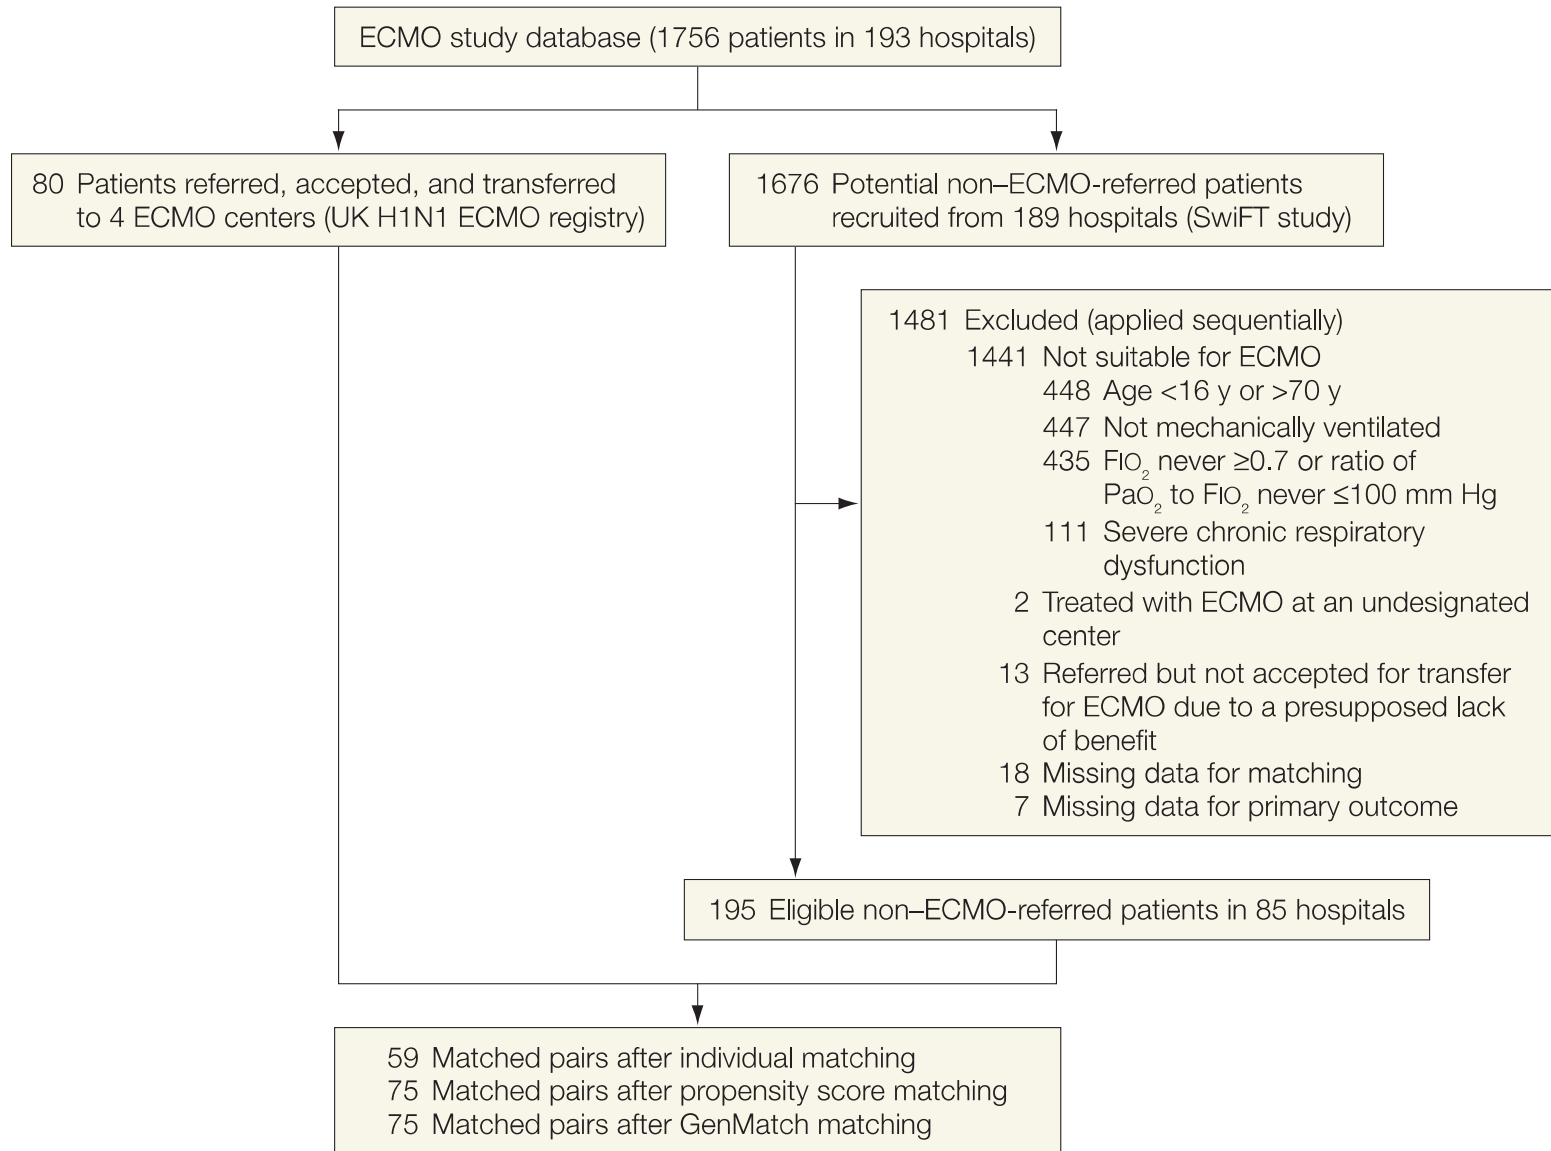 ECMO study database (1756 patients in 193 hospitals)
80 Patients referred, accepted, and transferred
to 4 ECMO centers (UK H1N1 ECMO registry)
1676 Potential non–ECMO-referred patients
recruited from 189 hospitals (SwiFT study)
1481 Excluded (applied sequentially)
1441 Not suitable for ECMO
448 Age <16 y or >70 y
447 Not mechanically ventilated
435 FIO₂ never ≥0.7 or ratio of
PaO₂ to FIO₂ never ≤100 mm Hg
111 Severe chronic respiratory
dysfunction
2 Treated with ECMO at an undesignated
center
13 Referred but not accepted for transfer
for ECMO due to a presupposed lack
of benefit
18 Missing data for matching
7 Missing data for primary outcome
195 Eligible non–ECMO-referred patients in 85 hospitals
59 Matched pairs after individual matching
75 Matched pairs after propensity score matching
75 Matched pairs after GenMatch matching